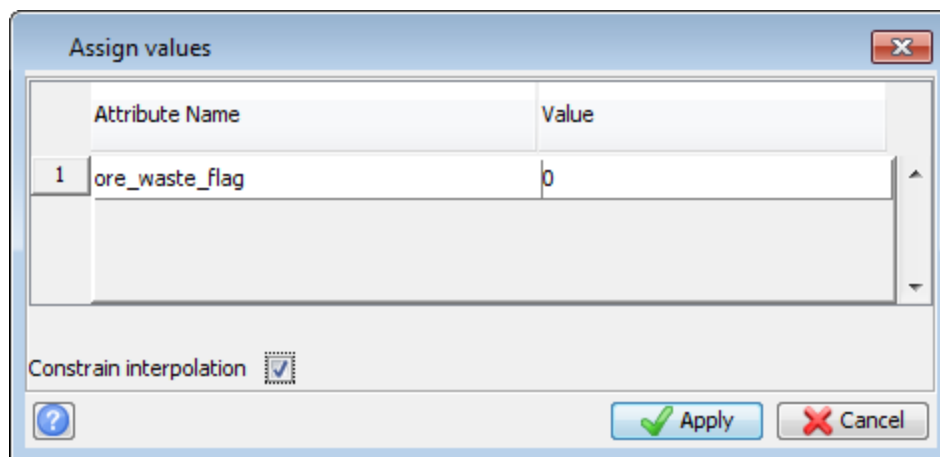 Assign values
Attribute Name Value
1 ore_waste_flag 0
Constrain interpolation
? Apply Cancel